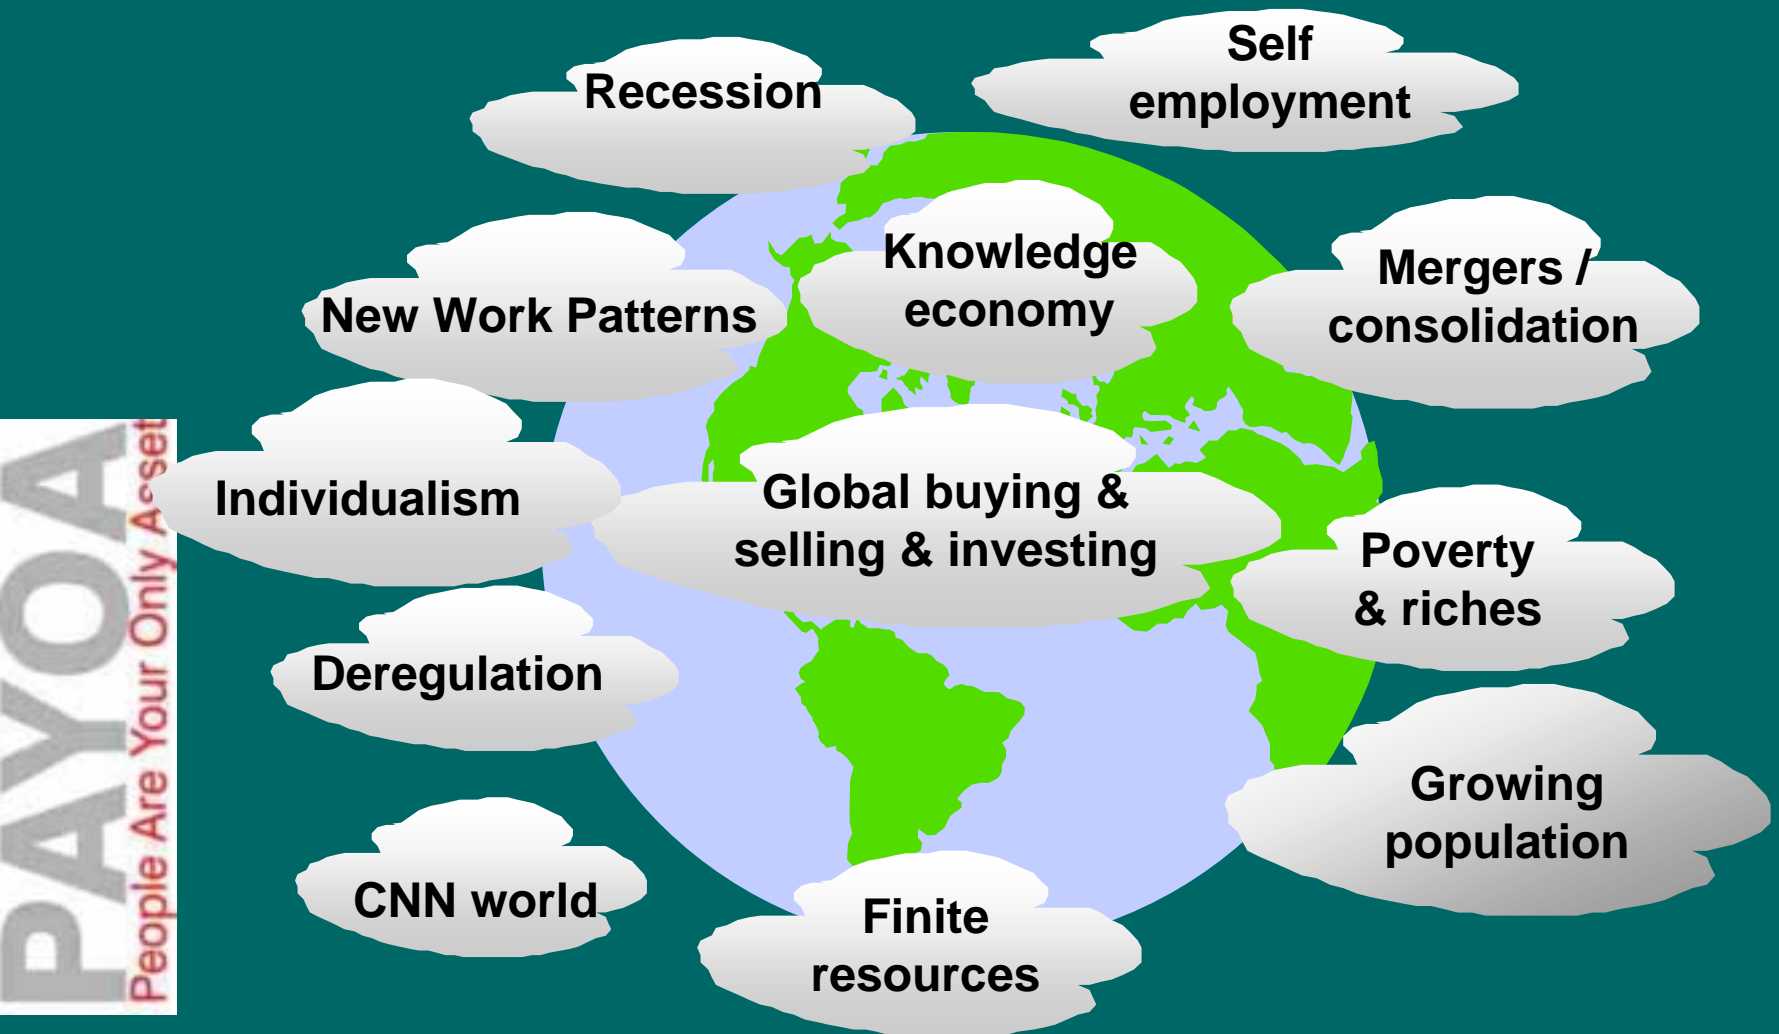 Recession
Self
employment
Knowledge
economy
Mergers /
consolidation
New Work Patterns
Individualism
Global buying &
selling & investing
Poverty
& riches
Deregulation
Growing
population
CNN world
Finite
resources
PAYOA
People Are Your Only Asset